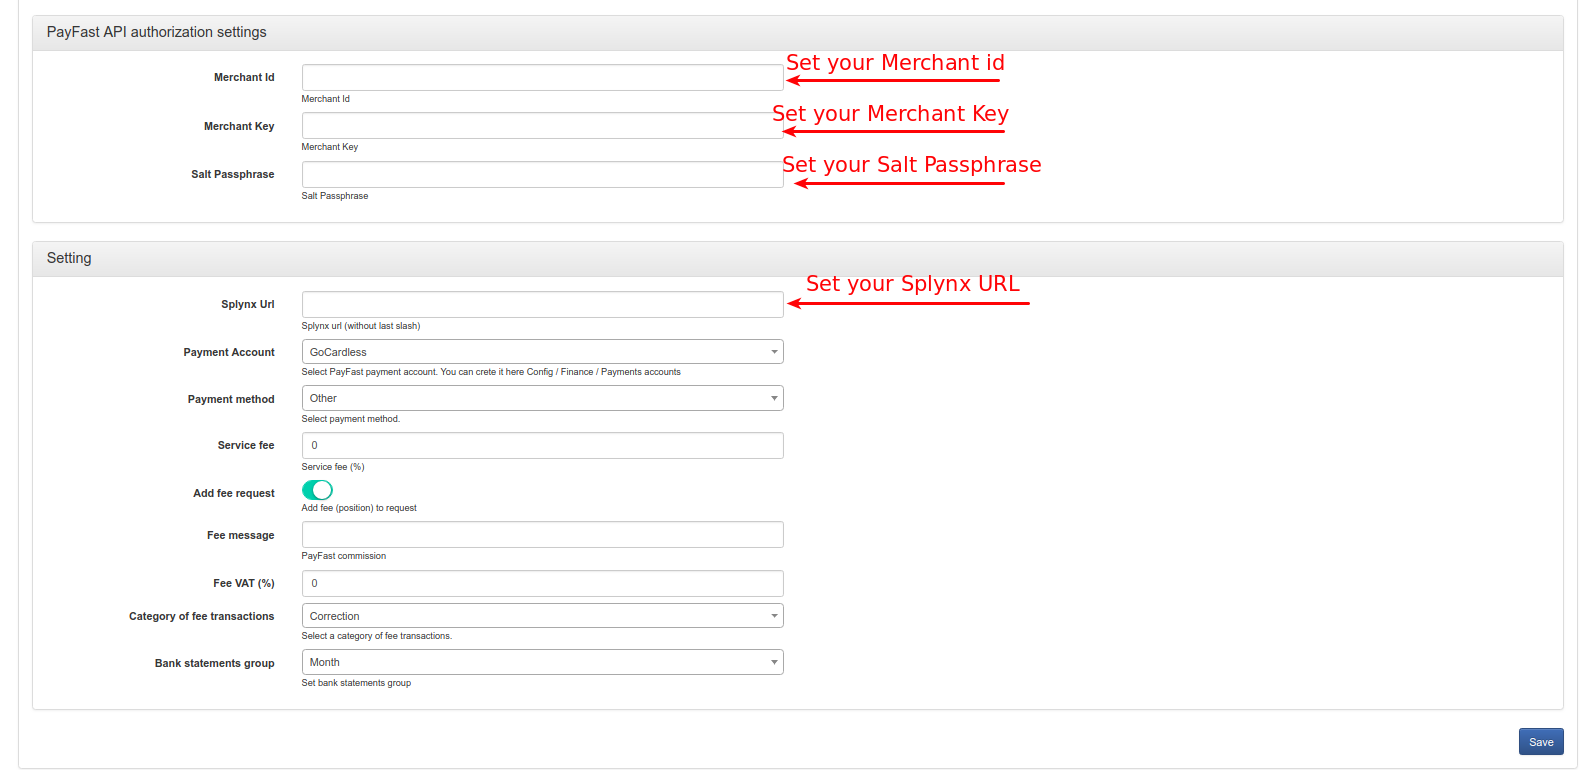 PayFast API authorization settings
Set your Merchant id
Merchant Id
Merchant Id
Set your Merchant Key
Merchant Key
Merchant Key
Set your Salt Passphrase
Salt Passphrase
Salt Passphrase
Setting
Set your Splynx URL
Splynx Url
Splynx url (without last slash)
Payment Account GoCardless
Select PayFast payment account. You can crete it here Config / Finance / Payments accounts
Payment method Other
Select payment method.
Service fee 0
Service fee (%)
Add fee request
Add fee (position) to request
Fee message
PayFast commission
Fee VAT (%) 0
Category of fee transactions Correction
Select a category of fee transactions.
Bank statements group Month
Set bank statements group
Save